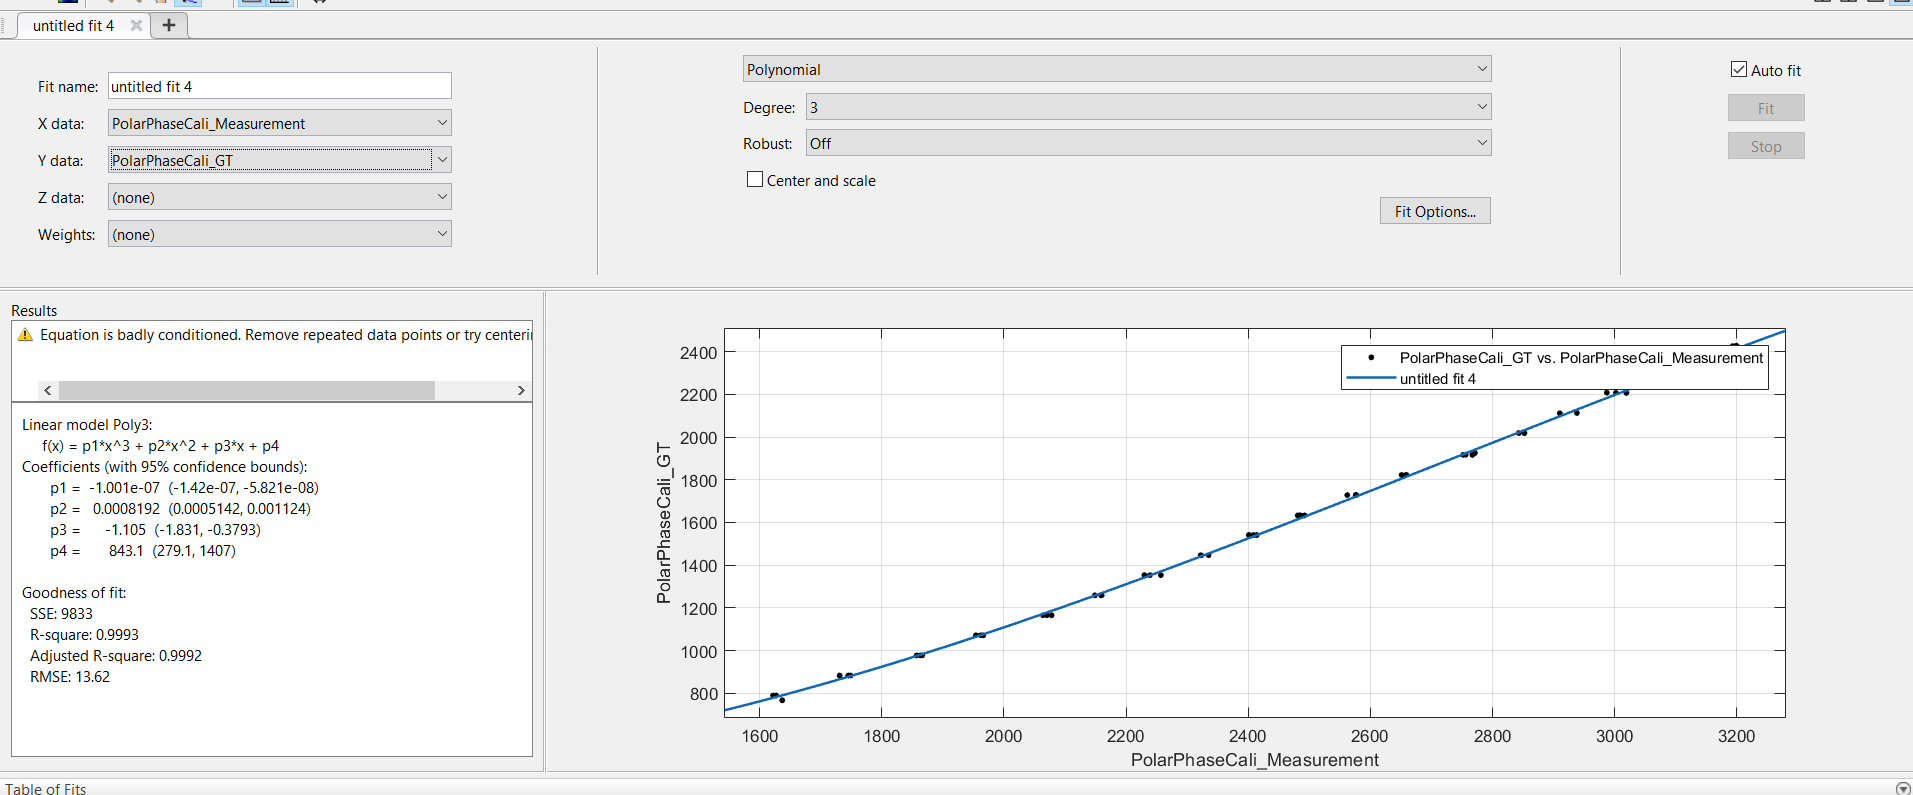 untitled fit 4
Fit name: untitled fit 4
X data: PolarPhaseCali_Measurement
Y data: PolarPhaseCali_GT
Z data: (none)
Weights: (none)
Polynomial
Degree: 3
Robust: Off
Center and scale
Fit Options...
Auto fit
Fit
Stop
Results
Equation is badly conditioned. Remove repeated data points or try centeri
Linear model Poly3:
f(x) = p1*x^3 + p2*x^2 + p3*x + p4
Coefficients (with 95% confidence bounds):
p1 = -1.001e-07 (-1.42e-07, -5.821e-08)
p2 = 0.0008192 (0.0005142, 0.001124)
p3 = -1.105 (-1.831, -0.3793)
p4 = 843.1 (279.1, 1407)
Goodness of fit:
SSE: 9833
R-square: 0.9993
Adjusted R-square: 0.9992
RMSE: 13.62
PolarPhaseCali_GT vs. PolarPhaseCali_Measurement
untitled fit 4
PolarPhaseCali_GT
2400
2200
2000
1800
1600
1400
1200
1000
800
1600 1800 2000 2200 2400 2600 2800 3000 3200
PolarPhaseCali_Measurement
Table of Fits